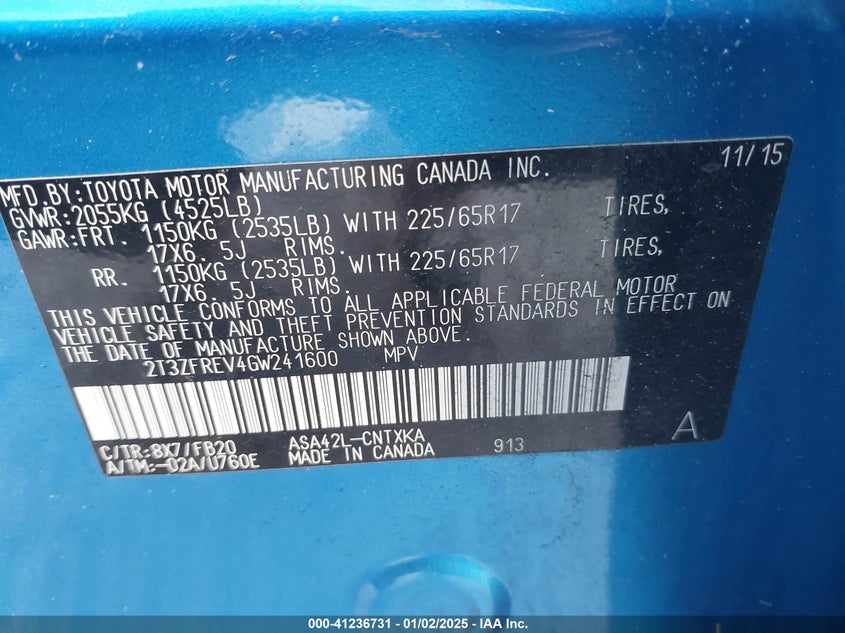 MFD. BY: TOYOTA MOTOR MANUFACTURING CANADA INC. 11/15
GVWR: 2055KG (4525LB)
GAWR: FRT. 1150KG (2535LB) WITH 225/65R17 TIRES,
17X6. 5J RIMS.
RR. 1150KG (2535LB) WITH 225/65R17 TIRES,
17X6. 5J RIMS.
THIS VEHICLE CONFORMS TO ALL APPLICABLE FEDERAL MOTOR
VEHICLE SAFETY AND THEFT PREVENTION STANDARDS IN EFFECT ON
THE DATE OF MANUFACTURE SHOWN ABOVE.
2T3ZFREV4GW241600 MPV
C/TR: 8X7/FB20 ASA42L-CNTXKA 913 A
A/TM: -02A/U760E MADE IN CANADA
000-41236731 - 01/02/2025 - IAA Inc.